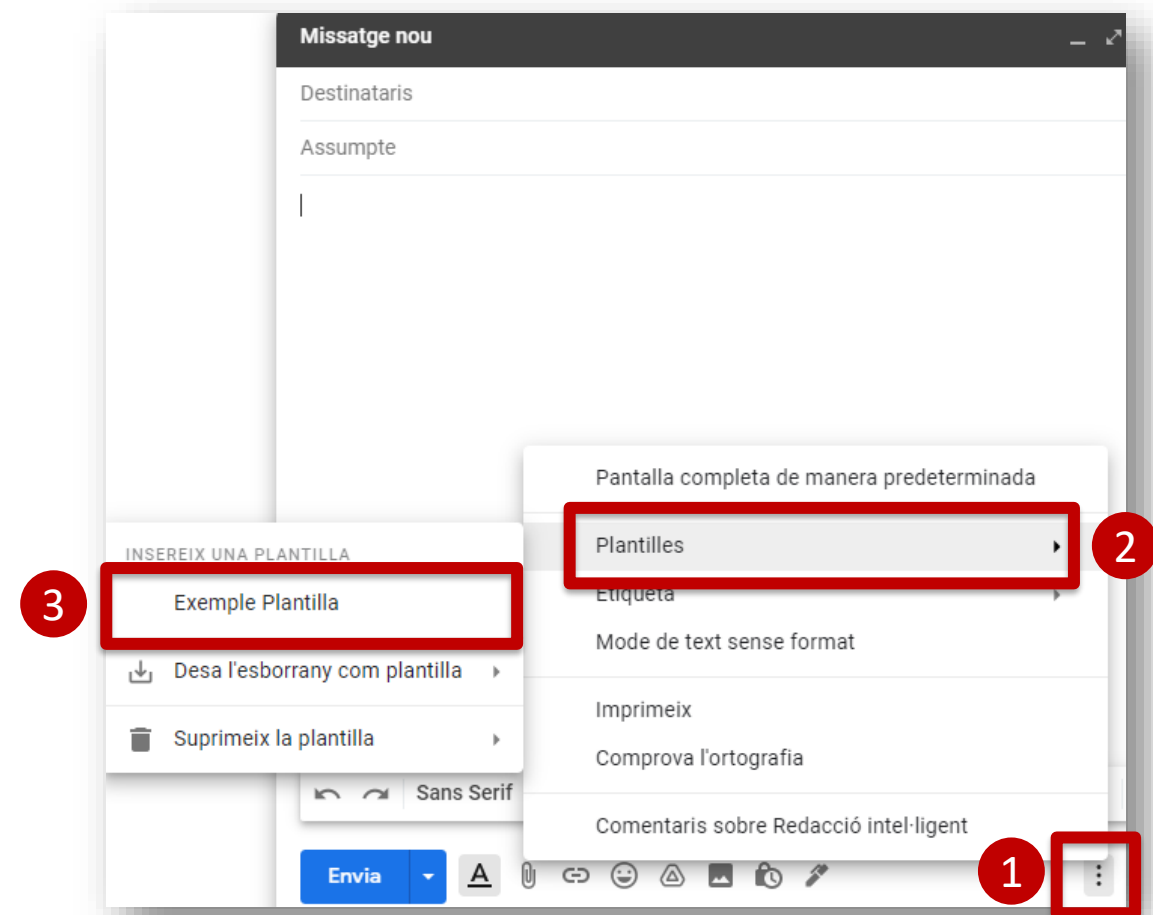 Missatge nou
Destinataris
Assumpte
Pantalla completa de manera predeterminada
Plantilles
2
INSEREIX UNA PLANTILLA
3
Exemple Plantilla
Etiqueta
Mode de text sense format
Desa l'esborrany com plantilla
Imprimeix
Suprimeix la plantilla
Comprova l'ortografia
Sans Serif
Comentaris sobre Redacció intel·ligent
1
Envia
A